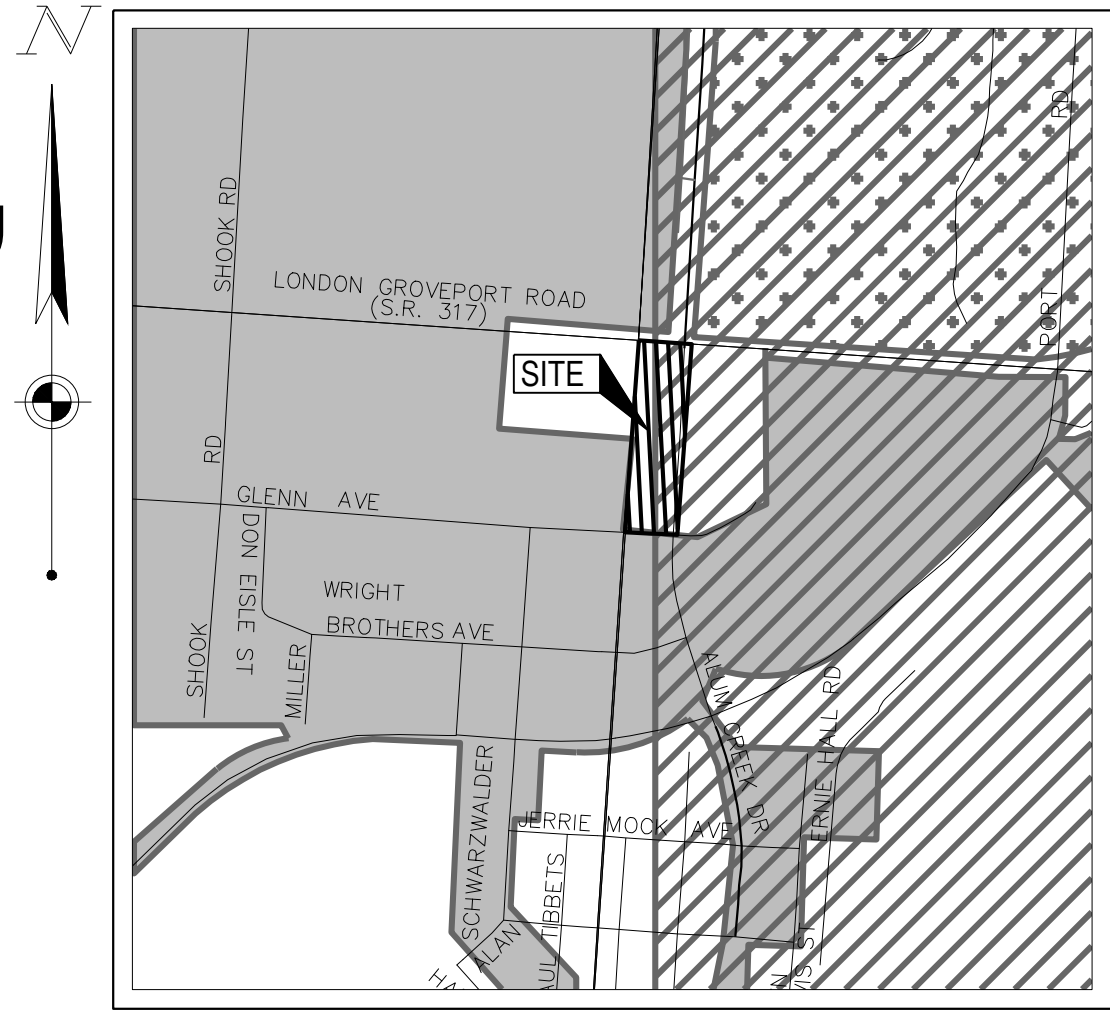 N
RD
SHOOK RD
LONDON GROVEPORT ROAD
(S.R. 317)
PORT
SITE
RD
GLENN AVE
DON EISLE ST
WRIGHT
BROTHERS AVE
SHOOK
MILLER
ALUM CREEK DR
ERNIE HALL RD
SCHWARZWALDER
JERRIE MOCK AVE
TIBBETS
ALAN
ST